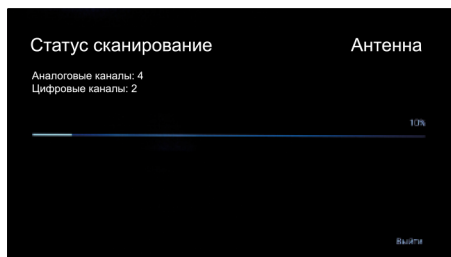 Статус сканирование
Антенна
Аналоговые каналы: 4
Цифровые каналы: 2
10%
Выйти